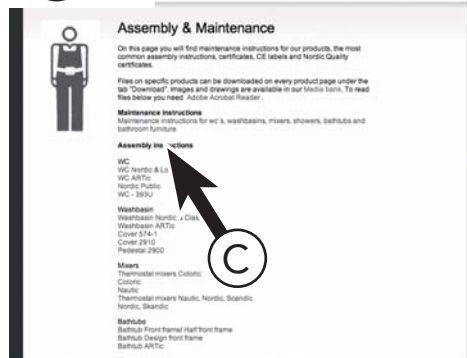 Assembly & Maintenance
On this page you will find maintenance instructions for our products, the most
common assembly instructions, certificates, CE labels and Nordic Quality
certificates.
Files on specific products can be downloaded on every product page under the
tab "Download". Images and drawings are available in our Media bank. To read
files below you need Adobe Acrobat Reader.
Maintenance instructions
Maintenance instructions for wc's, washbasins, mixers, showers, bathtubs and
bathroom furniture
Assembly
WC
WC Nordic &
WC ARTic
Nordic Public
WC - 393U
Washbasin
Washbasin Nordic
Washbasin ARTic
Cover 574-1
Cover 2910
Pedestal 2900
Mixers
Thermostat mixers Coloric
Coloric
Nautic
Thermostat mixers Nautic, Nordic, Scandic
Nordic, Skandic
Bathtubs
Bathtub Front frame/ Half front frame
Bathtub Design front frame
Bathtub ARTic
C